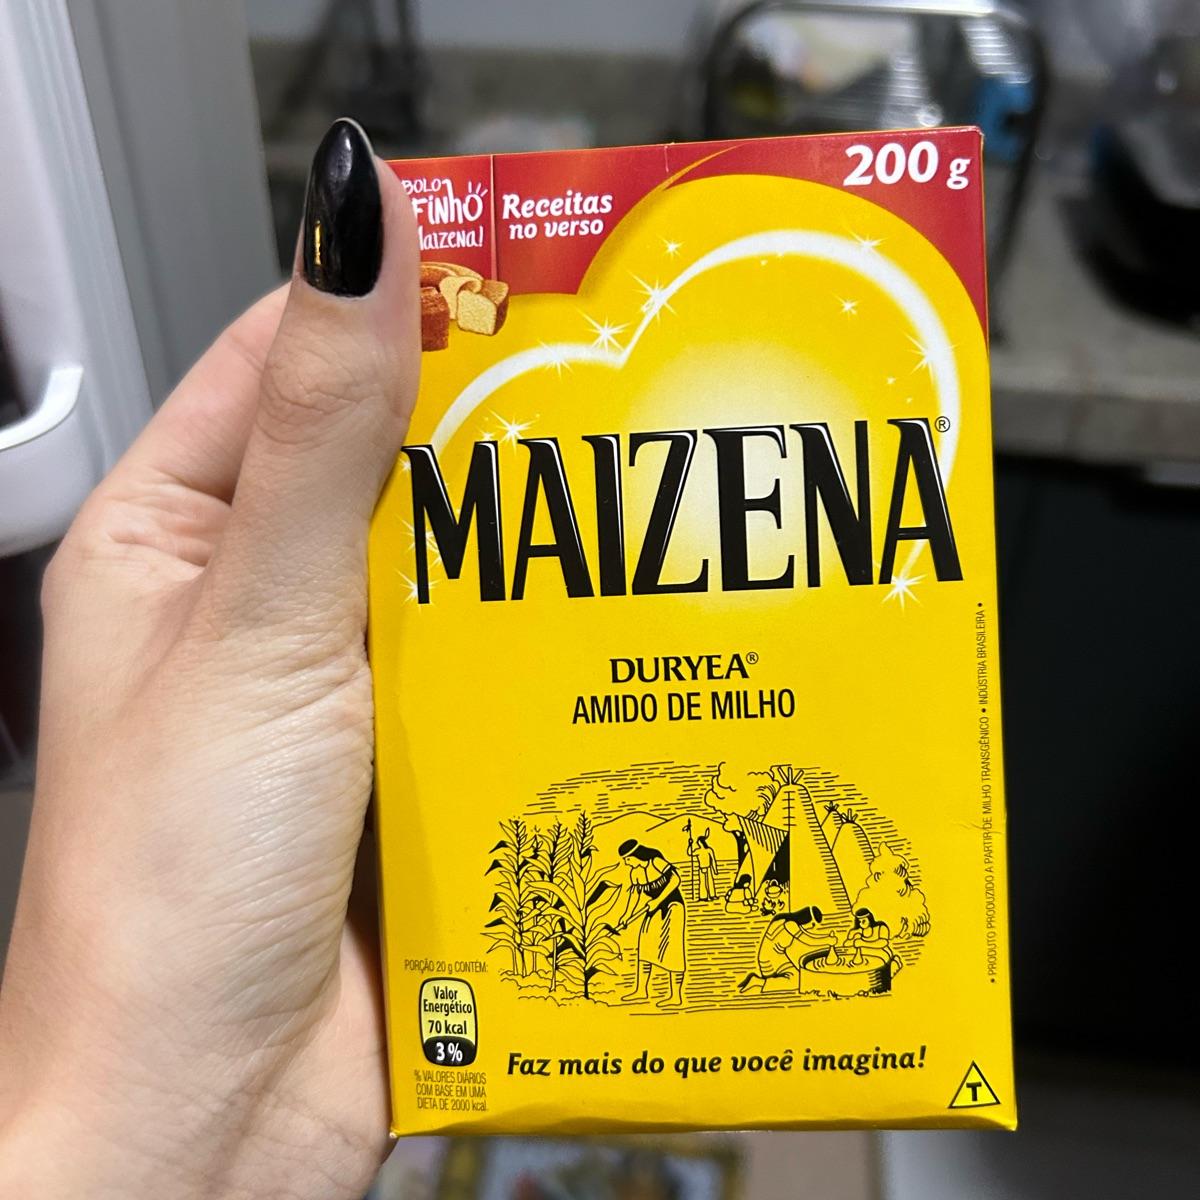 BOLO
FINHO
MAIZENA!
Receitas
no verso
200 g
MAIZENA®
DURYEA®
AMIDO DE MILHO
• PRODUTO PRODUZIDO A PARTIR DE MILHO TRANSGÊNICO • INDÚSTRIA BRASILEIRA •
PORÇÃO 20 g CONTÉM:
Valor
Energético
70 kcal
3%
% VALORES DIÁRIOS
COM BASE EM UMA
DIETA DE 2000 kcal.
Faz mais do que você imagina!
T